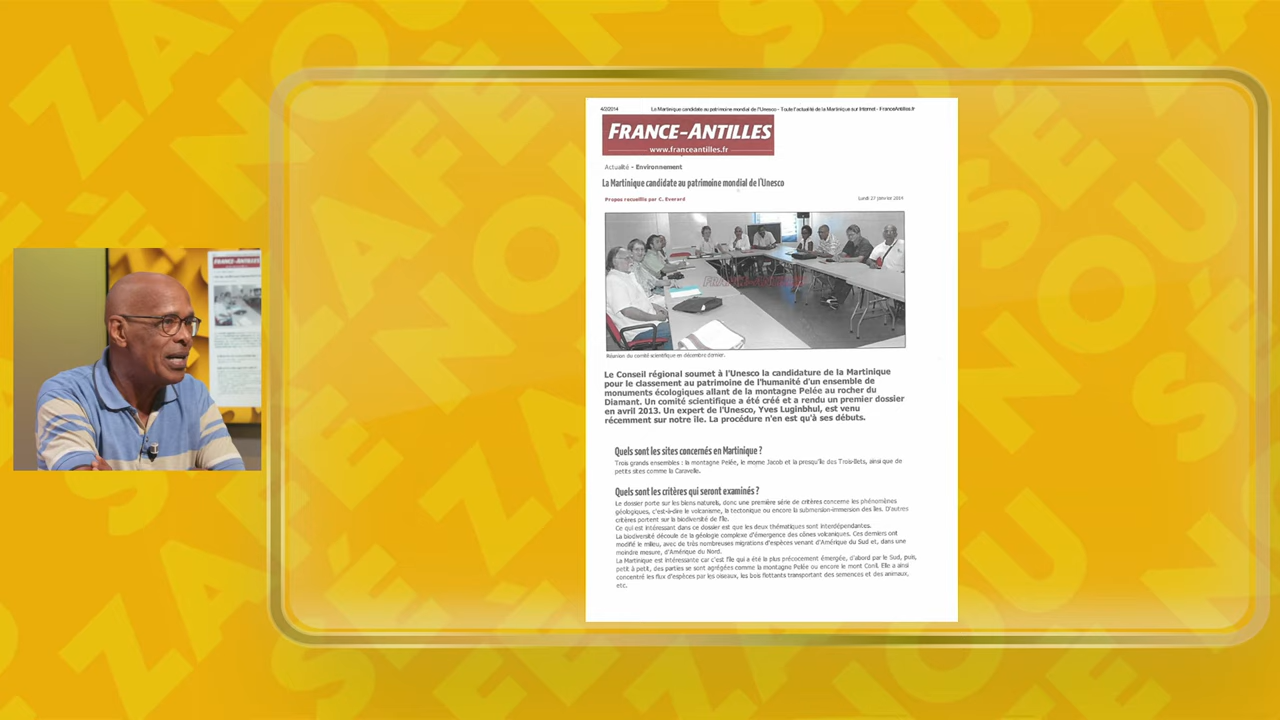 4/2/2014
La Martinique candidate au patrimoine mondial de l'Unesco - Toute l'actualité de la Martinique sur Internet - FranceAntilles.fr
FRANCE-ANTILLES
www.franceantilles.fr
Actualité - Environnement
La Martinique candidate au patrimoine mondial de l'Unesco
Propos recueillis par C. Everard
Lundi 27 janvier 2014
FRANCE-ANTILLES
Réunion du comité scientifique en décembre dernier.
Le Conseil régional soumet à l'Unesco la candidature de la Martinique
pour le classement au patrimoine de l'humanité d'un ensemble de
monuments écologiques allant de la montagne Pelée au rocher du
Diamant. Un comité scientifique a été créé et a rendu un premier dossier
en avril 2013. Un expert de l'Unesco, Yves Luginbhul, est venu
récemment sur notre île. La procédure n'en est qu'à ses débuts.
Quels sont les sites concernés en Martinique ?
Trois grands ensembles : la montagne Pelée, le morne Jacob et la presqu'île des Trois-Ilets, ainsi que de
petits sites comme la Caravelle.
Quels sont les critères qui seront examinés ?
Le dossier porte sur les biens naturels, donc une première série de critères concerne les phénomènes
géologiques, c'est-à-dire le volcanisme, la tectonique ou encore la submersion-immersion des îles. D'autres
critères portent sur la biodiversité de l'île.
Ce qui est intéressant dans ce dossier est que les deux thématiques sont interdépendantes.
La biodiversité découle de la géologie complexe d'émergence des cônes volcaniques. Ces derniers ont
modifié le milieu, avec de très nombreuses migrations d'espèces venant d'Amérique du Sud et, dans une
moindre mesure, d'Amérique du Nord.
La Martinique est intéressante car c'est l'île qui a été la plus précocement émergée, d'abord par le Sud, puis,
petit à petit, des parties se sont agrégées comme la montagne Pelée ou encore le mont Conil. Elle a ainsi
concentré les flux d'espèces par les oiseaux, les bois flottants transportant des semences et des animaux,
etc.
FRANCE-ANTILLES